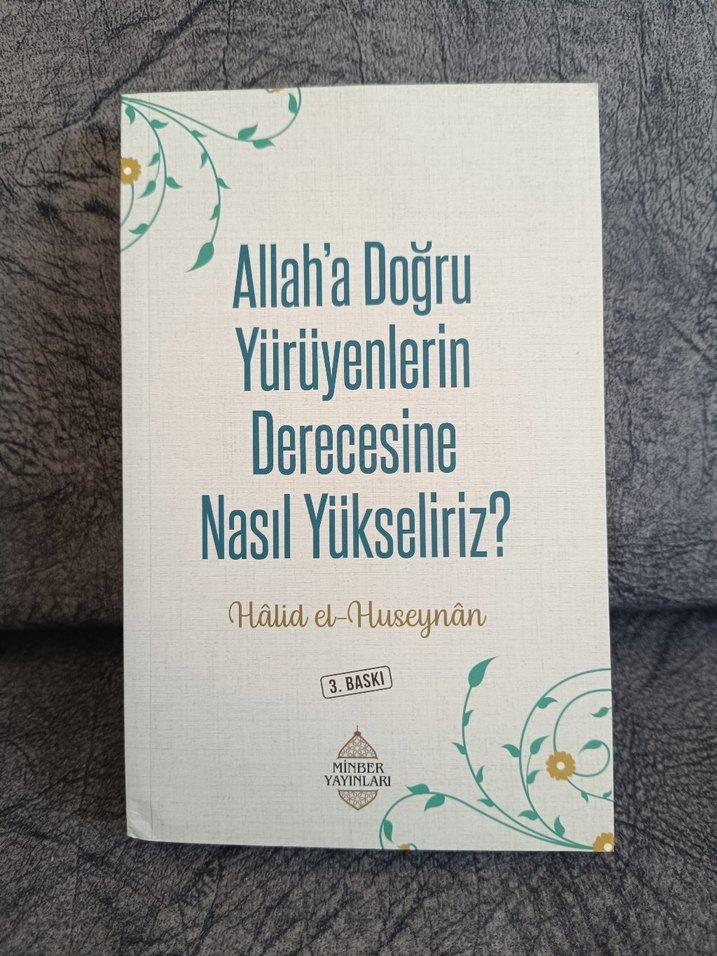 Allah'a Doğru
Yürüyenlerin
Derecesine
Nasıl Yükseliriz?
Hâlid el-Huseynân
3. BASKI
MİNBER
YAYINLARI